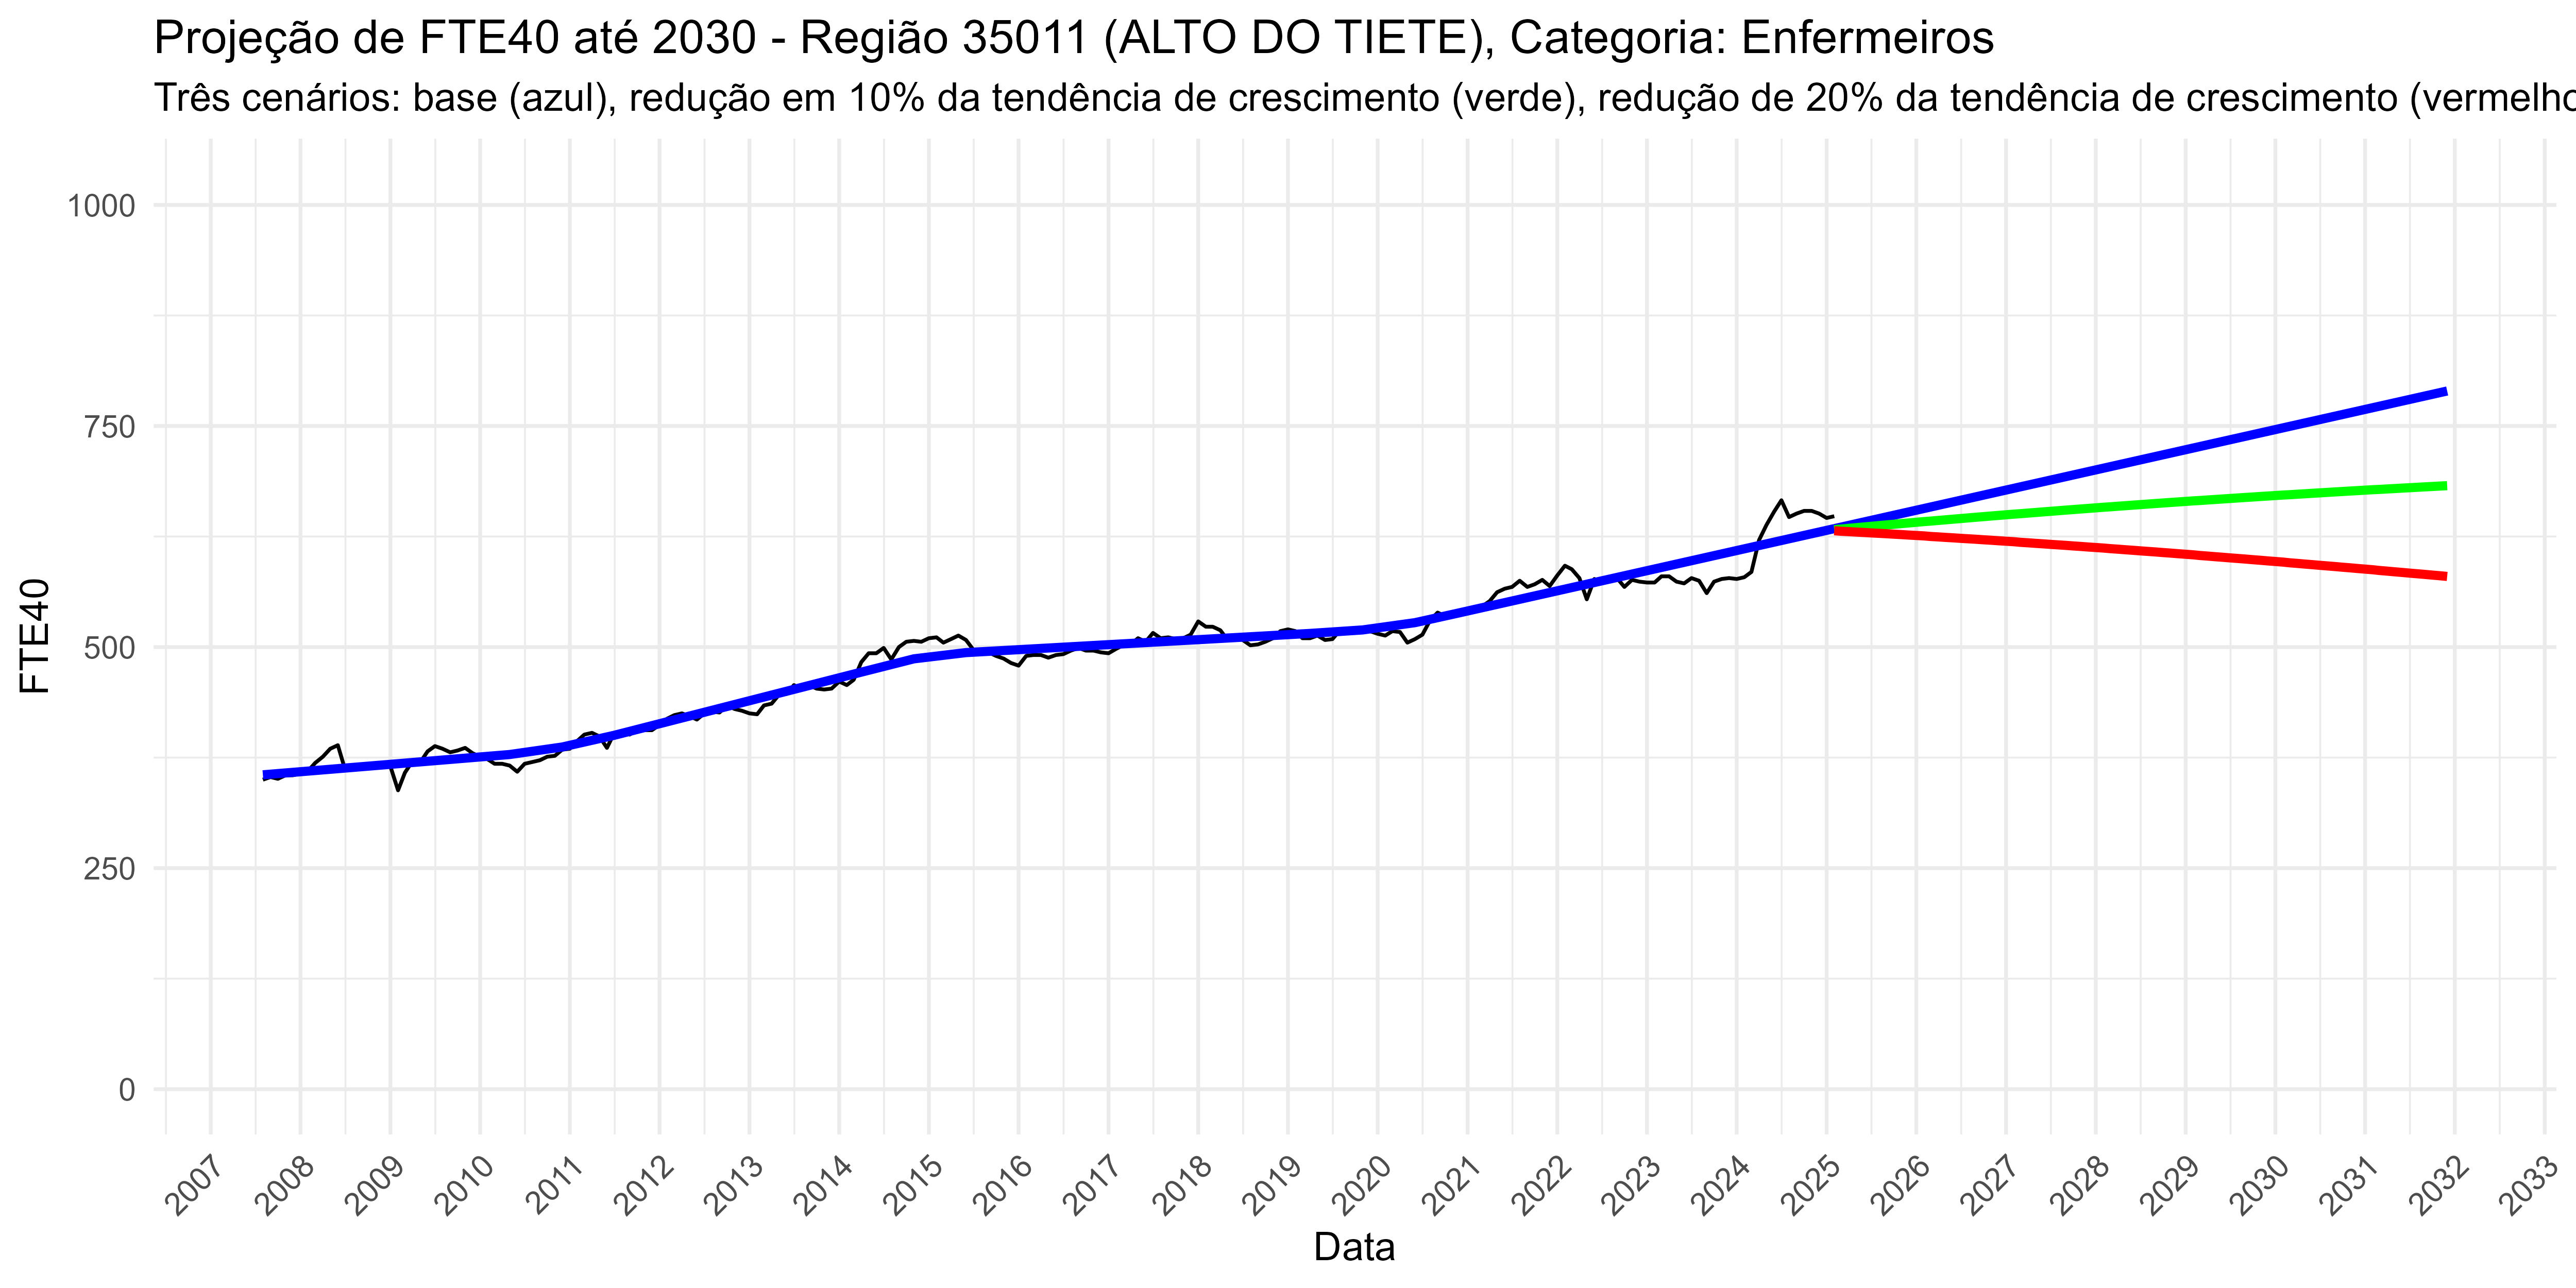 Projeção de FTE40 até 2030 - Região 35011 (ALTO DO TIETE), Categoria: Enfermeiros
Três cenários: base (azul), redução em 10% da tendência de crescimento (verde), redução de 20% da tendência de crescimento (vermelho
1000
750
500
250
0
FTE40
2007 2008 2009 2010 2011 2012 2013 2014 2015 2016 2017 2018 2019 2020 2021 2022 2023 2024 2025 2026 2027 2028 2029 2030 2031 2032 2033
Data